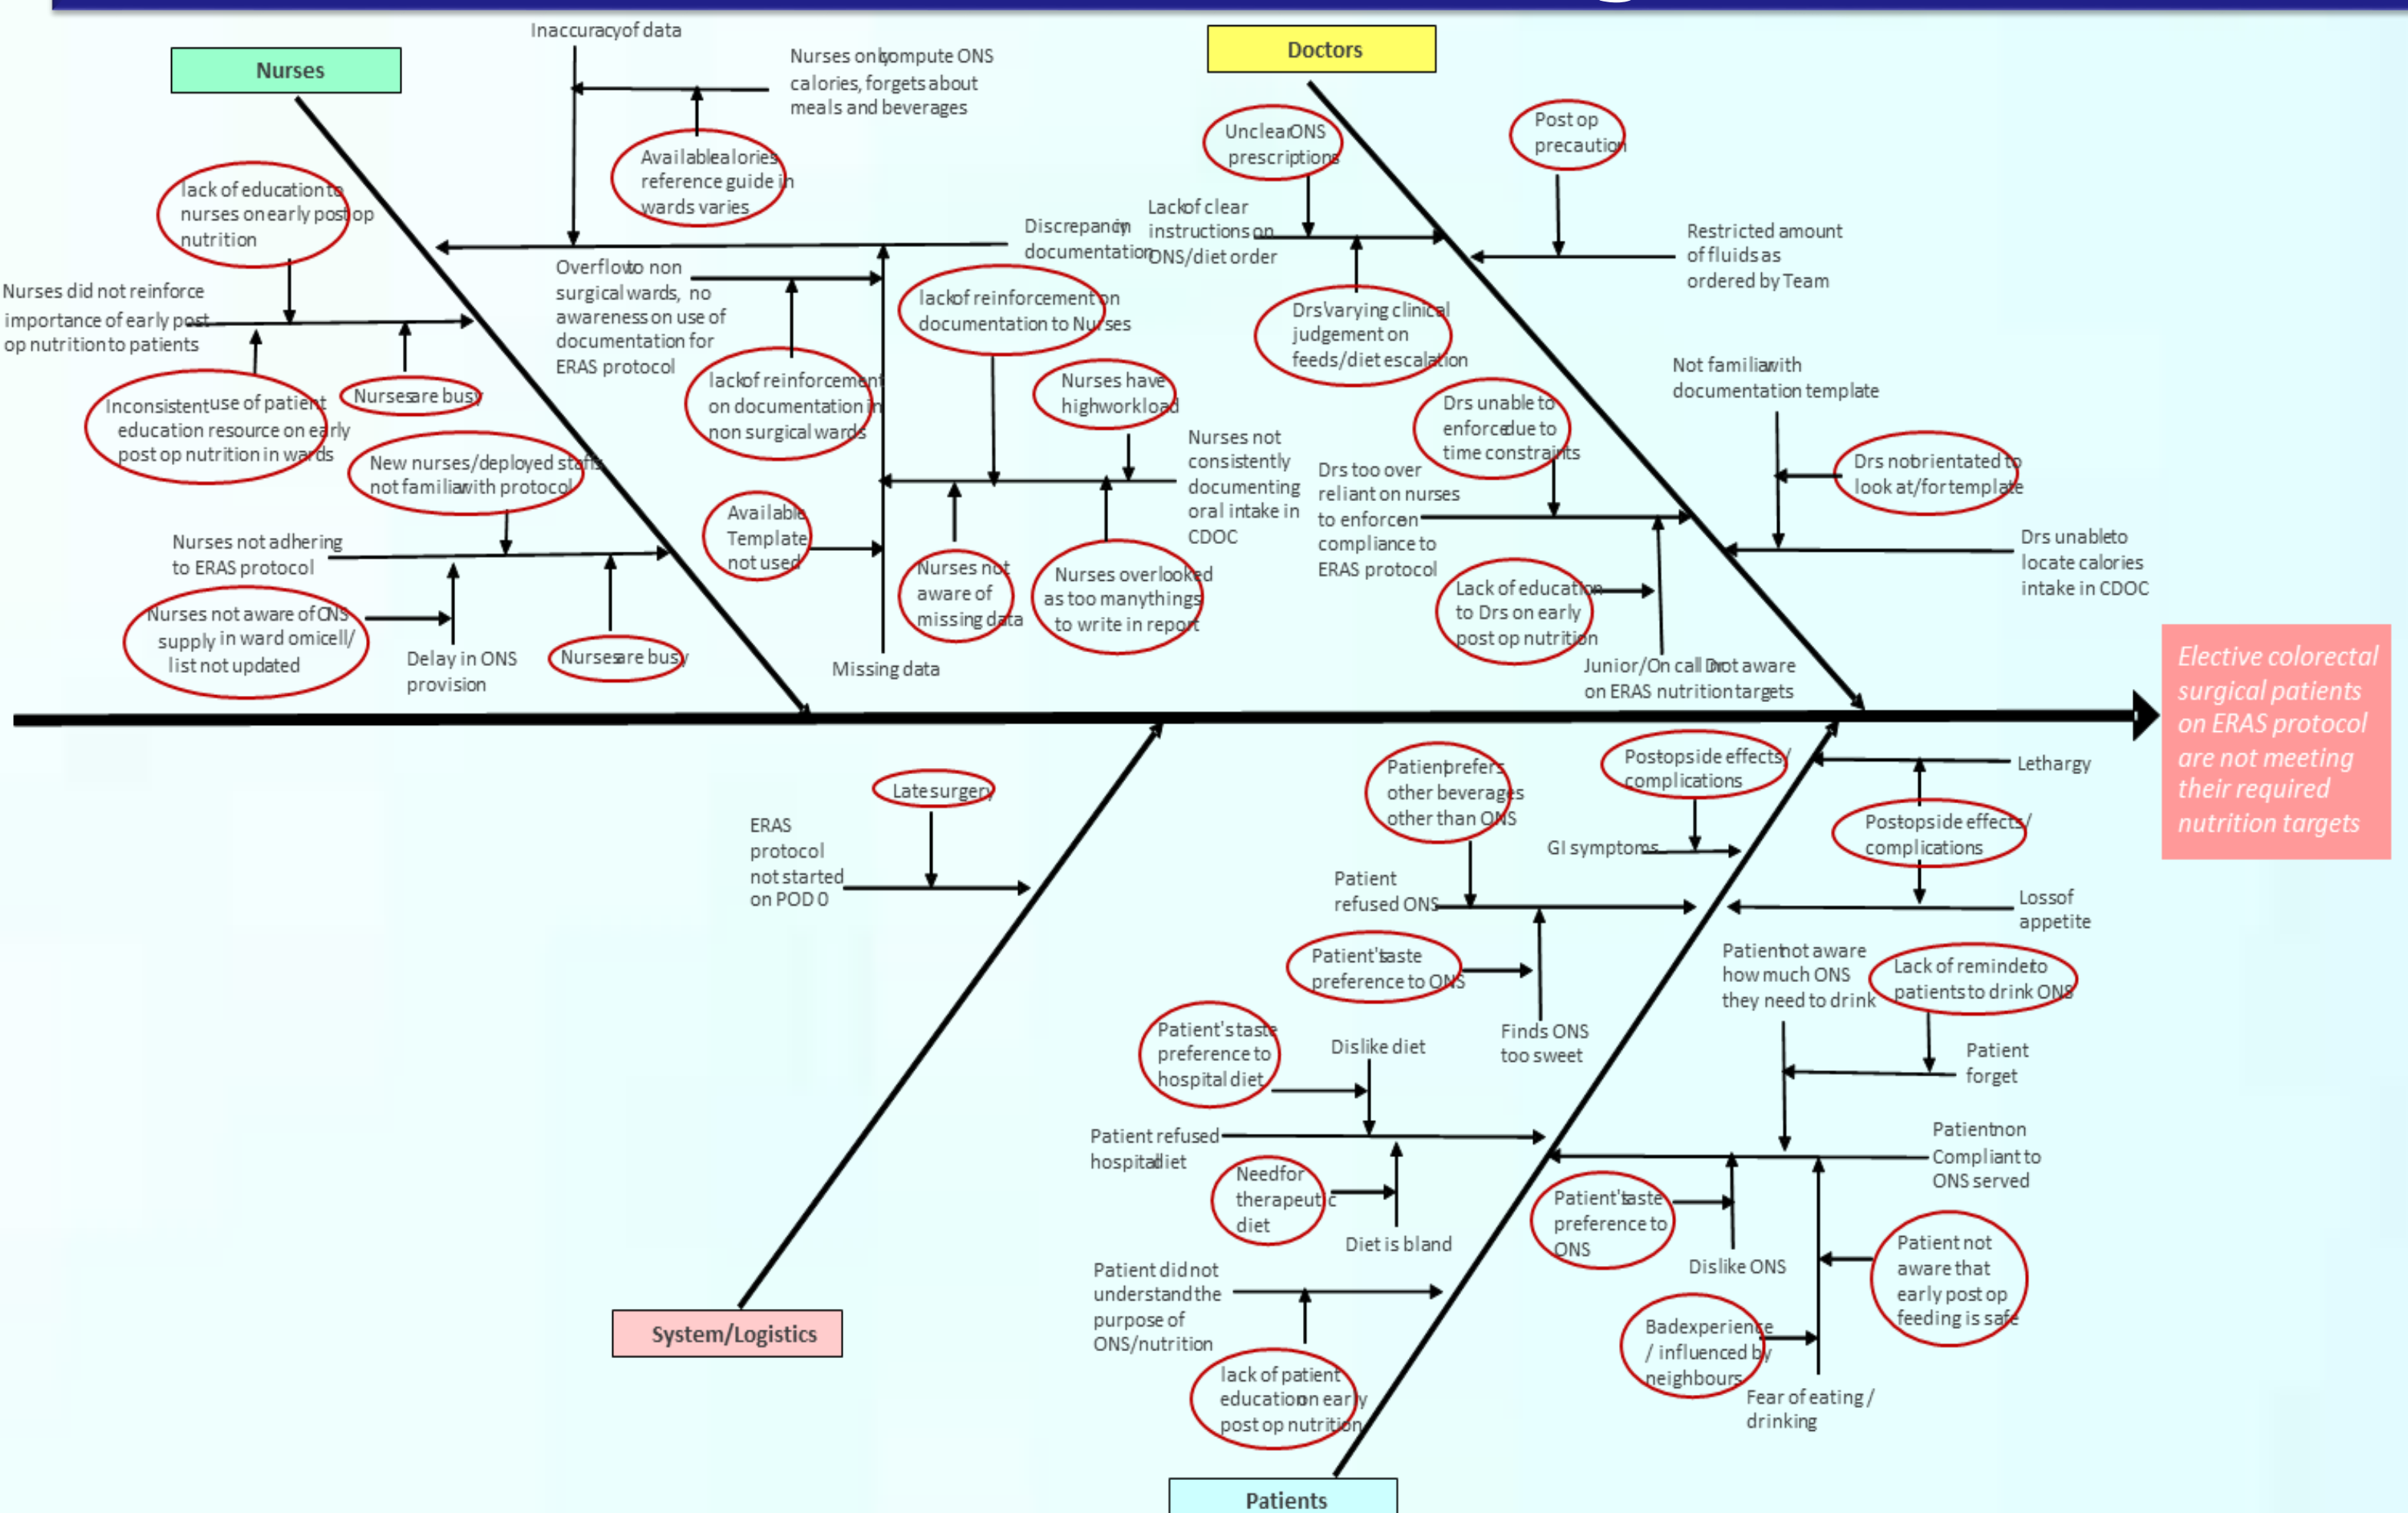 Nurses
Inaccuracy of data
Nurses only compute ONS
calories, forgets about
meals and beverages
Available calories
reference guide in
wards varies
lack of education to
nurses on early post op
nutrition
Nurses did not reinforce
importance of early post
op nutrition to patients
Inconsistent use of patient
education resource on early
post op nutrition in wards
Nurses are busy
New nurses/deployed staffs
not familiar with protocol
Nurses not adhering
to ERAS protocol
Nurses not aware of ONS
supply in ward omicell/
list not updated
Delay in ONS
provision
Nurses are busy
Discrepancy in
documentation
Overflow to non
surgical wards, no
awareness on use of
documentation for
ERAS protocol
lack of reinforcement
on documentation in
non surgical wards
lack of reinforcement on
documentation to Nurses
Nurses have
high workload
Nurses not
consistently
documenting
oral intake in
CDOC
Available
Template
not used
Nurses not
aware of
missing data
Nurses overlooked
as too many things
to write in report
Missing data
Doctors
Unclear ONS
prescriptions
Post op
precaution
Lack of clear
instructions on
ONS/diet order
Restricted amount
of fluids as
ordered by Team
Drs' varying clinical
judgement on
feeds/diet escalation
Not familiar with
documentation template
Drs unable to
enforce due to
time constraints
Drs not orientated to
look at/for template
Drs too over
reliant on nurses
to enforce on
compliance to
ERAS protocol
Drs unable to
locate calories
intake in CDOC
Lack of education
to Drs on early
post op nutrition
Junior/On call Dr not aware
on ERAS nutrition targets
Elective colorectal
surgical patients
on ERAS protocol
are not meeting
their required
nutrition targets
Late surgery
ERAS
protocol
not started
on POD 0
System/Logistics
Patient prefers
other beverages
other than ONS
Post op side effects/
complications
Lethargy
GI symptoms
Post op side effects/
complications
Patient
refused ONS
Loss of
appetite
Patient's taste
preference to ONS
Finds ONS
too sweet
Patient not aware
how much ONS
they need to drink
Lack of reminder to
patients to drink ONS
Patient
forget
Patient's taste
preference to
hospital diet
Dislike diet
Patient refused
hospital diet
Need for
therapeutic
diet
Diet is bland
Patient non
Compliant to
ONS served
Patient's taste
preference to
ONS
Dislike ONS
Patient not
aware that
early post op
feeding is safe
Bad experience
/ influenced by
neighbours
Fear of eating /
drinking
Patient did not
understand the
purpose of
ONS/nutrition
lack of patient
education on early
post op nutrition
Patients